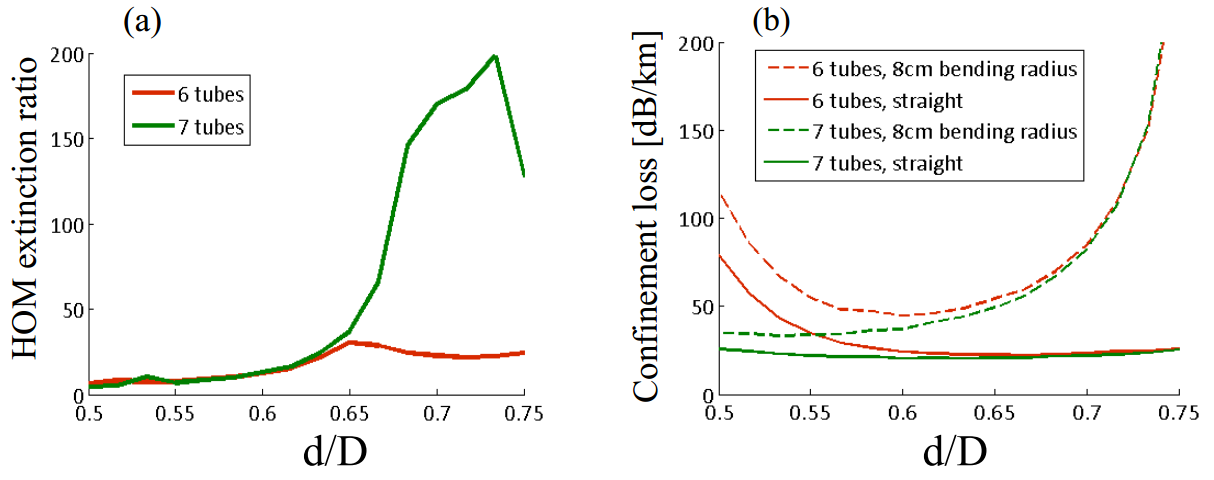 (a)
HOM extinction ratio
200
150
100
50
0
6 tubes
7 tubes
0.5 0.55 0.6 0.65 0.7 0.75
d/D
(b)
Confinement loss [dB/km]
200
150
100
50
0
6 tubes, 8cm bending radius
6 tubes, straight
7 tubes, 8cm bending radius
7 tubes, straight
0.5 0.55 0.6 0.65 0.7 0.75
d/D